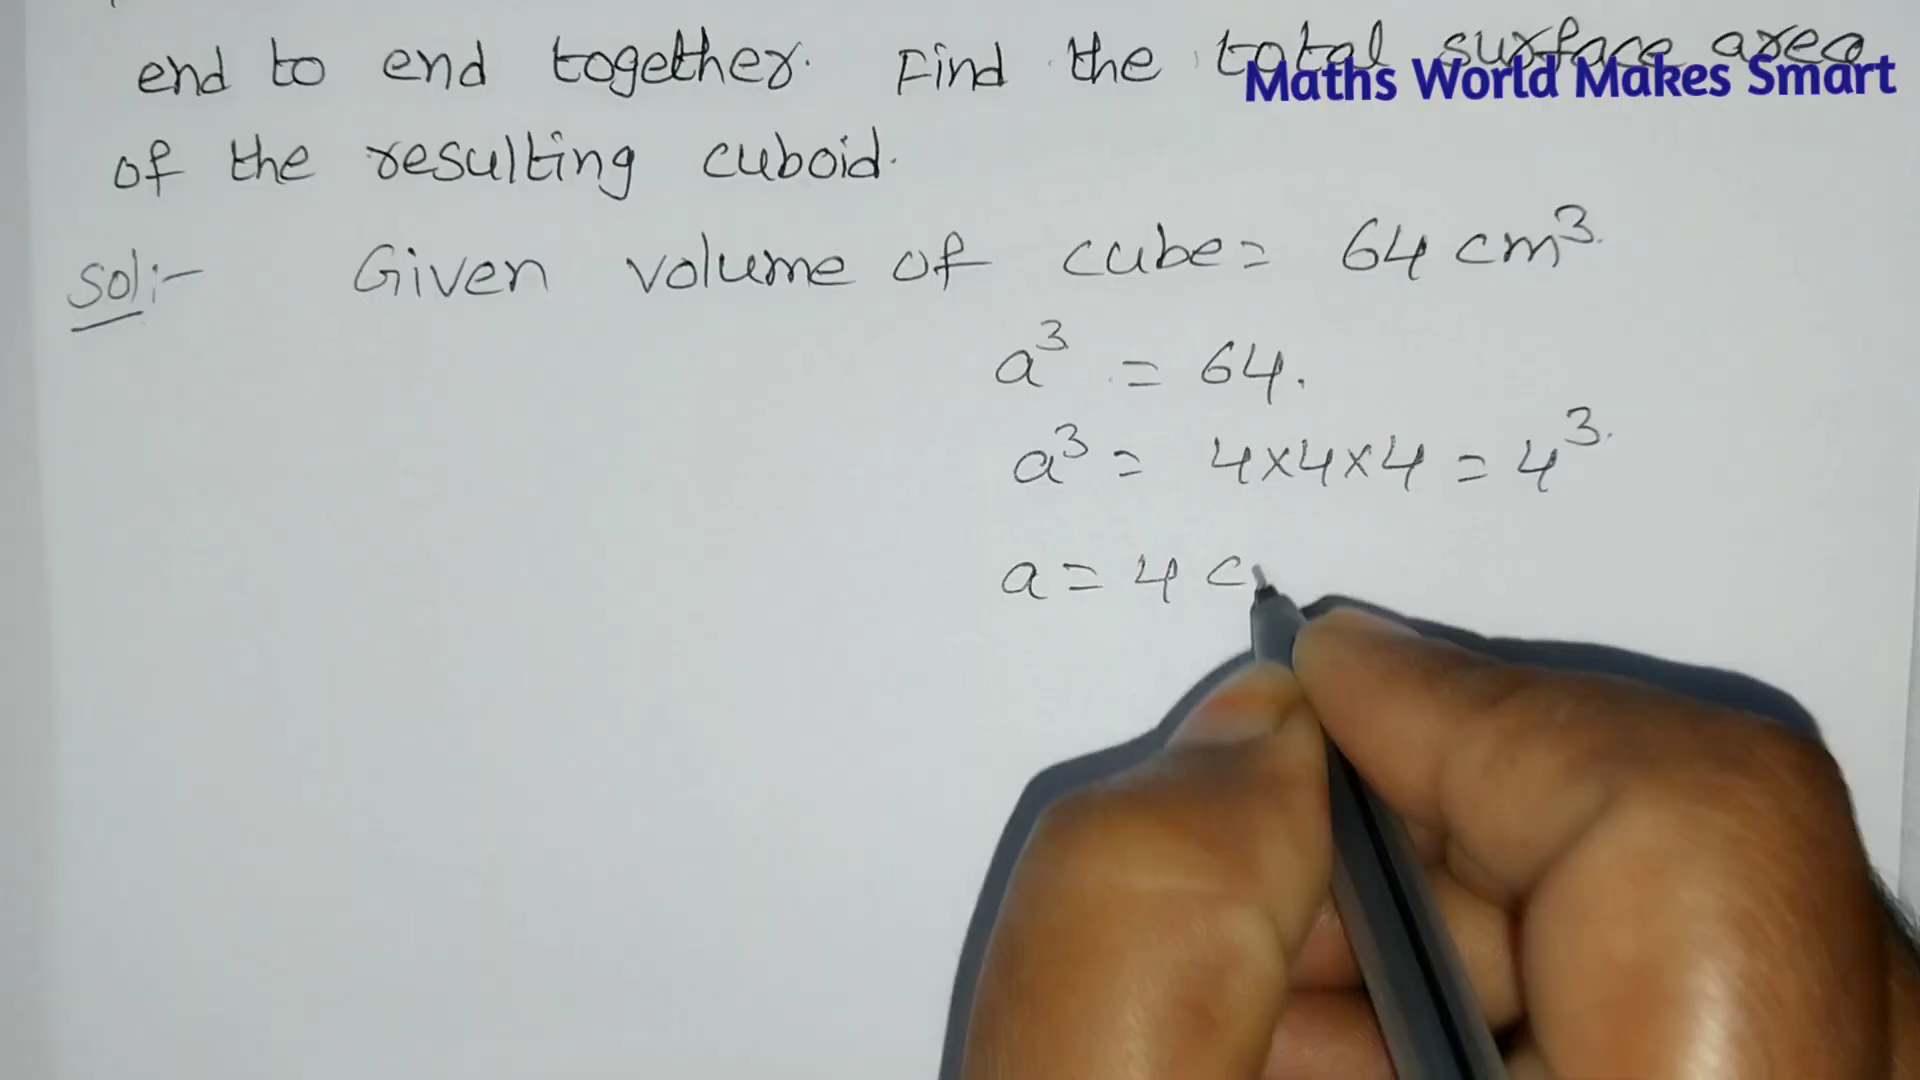 end to end together. Find the total surface area
Maths World Makes Smart
of the resulting cuboid.
Sol:- Given volume of cube = 64 cm³.
a³ = 64.
a³ = 4×4×4 = 4³.
a = 4 c